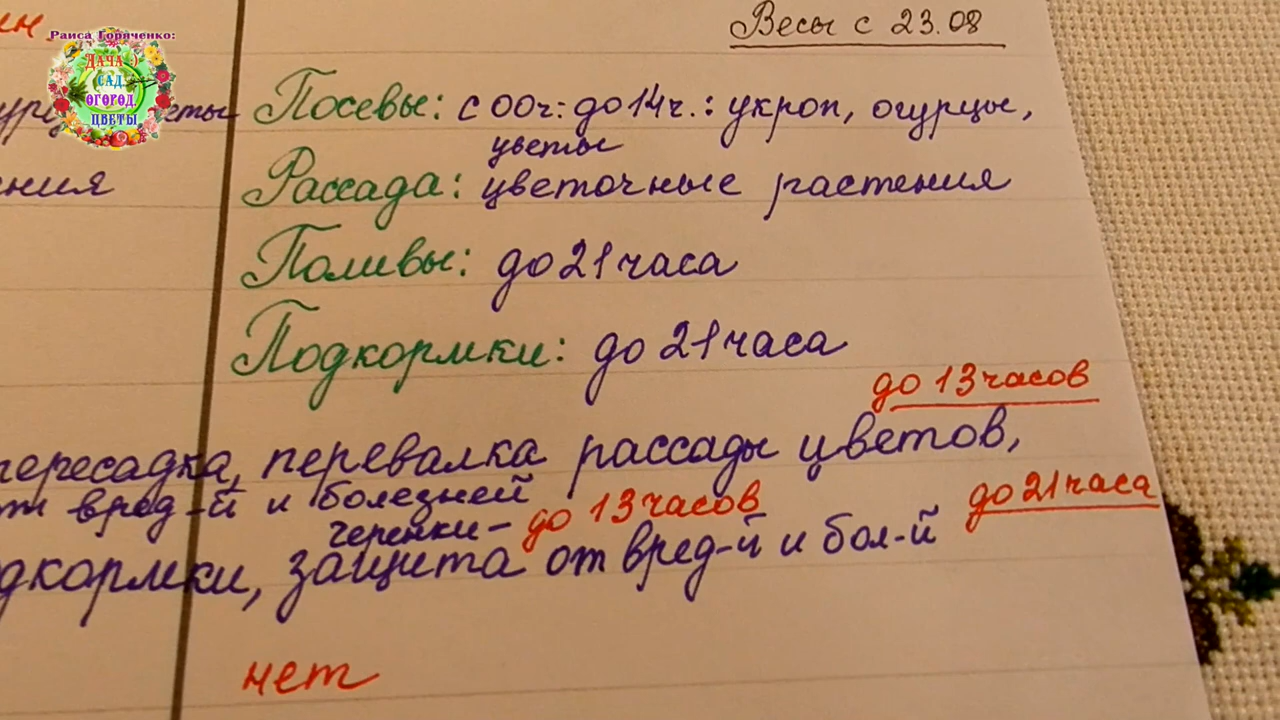 Раиса Горяченко:
Дача :)
сад,
огород,
цветы
Весы с 23.08
Посевы: с 00ч: до 14ч.: укроп, огурцы,
цветы
ения
Рассада: цветочные растения
Поливы: до 21 часа
Подкормки: до 21 часа
до 13 часов
пересадка, перевалка рассады цветов,
от вред-й и болезней
до 21 часа
черенки - до 13 часов
дкормки, защита от вред-й и бол-й
нет